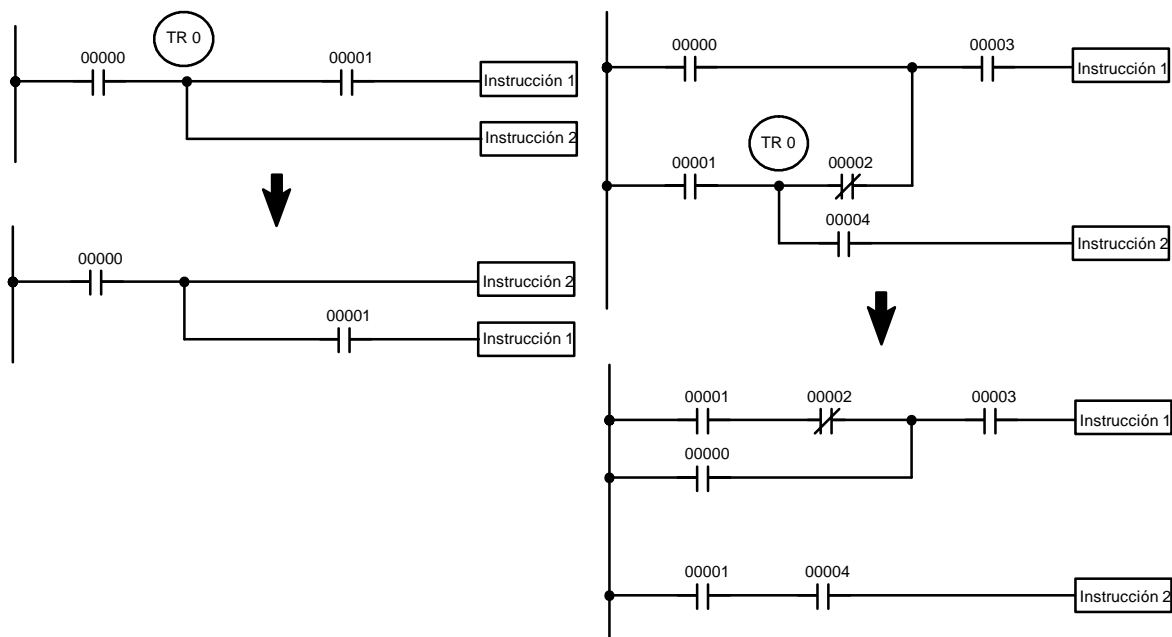 TR 0
00000
00001
Instrucción 1
Instrucción 2
00000
Instrucción 2
00001
Instrucción 1
00000
00003
Instrucción 1
TR 0
00001
00002
00004
Instrucción 2
00001
00002
00003
Instrucción 1
00000
00001
00004
Instrucción 2